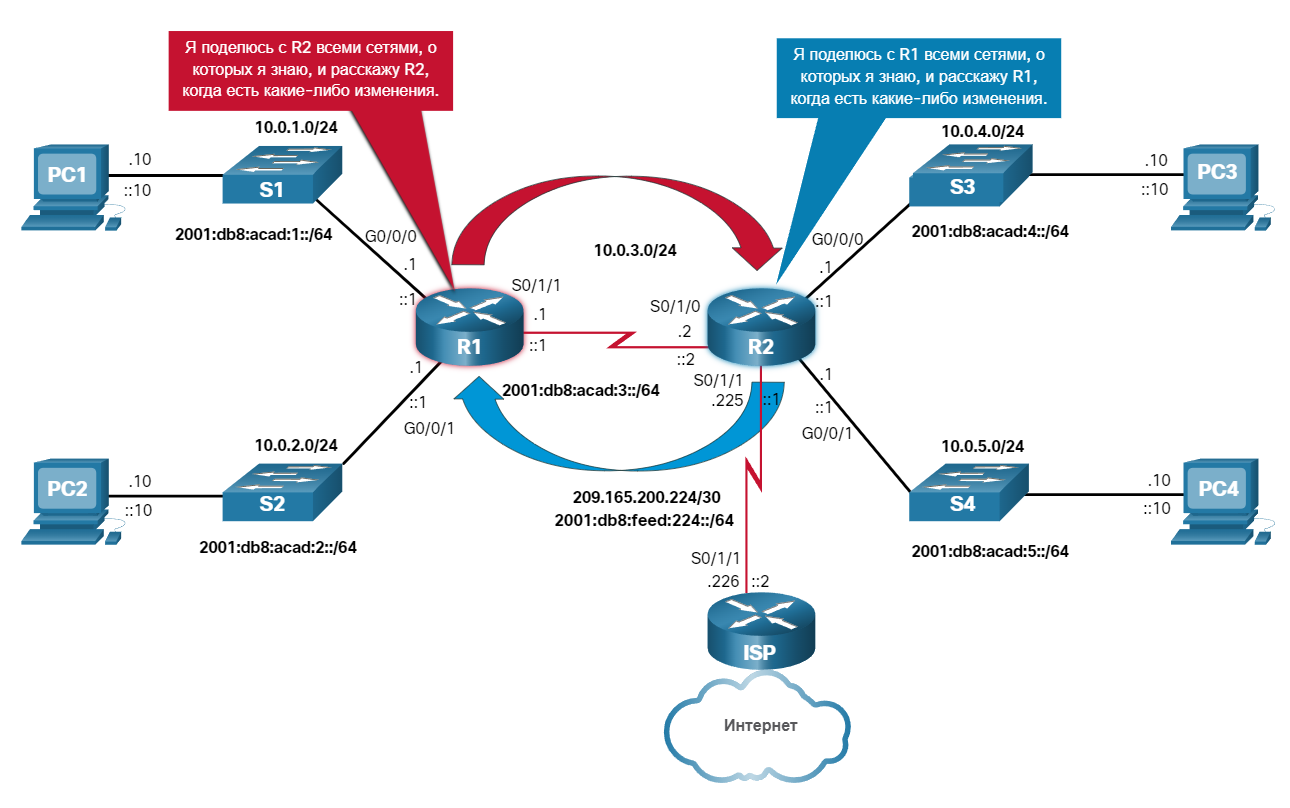 Я поделюсь с R2 всеми сетями, о
которых я знаю, и расскажу R2,
когда есть какие-либо изменения.
Я поделюсь с R1 всеми сетями, о
которых я знаю, и расскажу R1,
когда есть какие-либо изменения.
10.0.1.0/24
PC1
.10
::10
S1
2001:db8:acad:1::/64
G0/0/0
.1
::1
10.0.3.0/24
10.0.4.0/24
S3
.10
::10
PC3
2001:db8:acad:4::/64
G0/0/0
.1
::1
R1
S0/1/1
.1
::1
S0/1/0
.2
::2
R2
2001:db8:acad:3::/64
.1
::1
G0/0/1
S0/1/1
.225
::1
.1
::1
G0/0/1
10.0.2.0/24
PC2
.10
::10
S2
2001:db8:acad:2::/64
209.165.200.224/30
2001:db8:feed:224::/64
10.0.5.0/24
S4
.10
::10
PC4
2001:db8:acad:5::/64
S0/1/1
.226
::2
ISP
Интернет